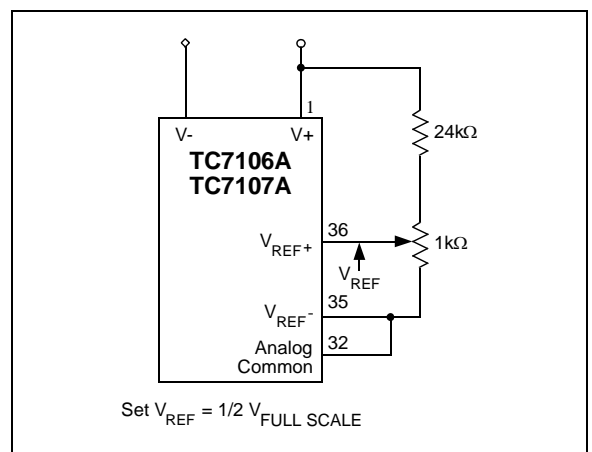 1
V-
V+
TC7106A
TC7107A
24kΩ
36
VREF+
1kΩ
VREF
35
VREF-
32
Analog
Common
Set VREF = 1/2 VFULL SCALE